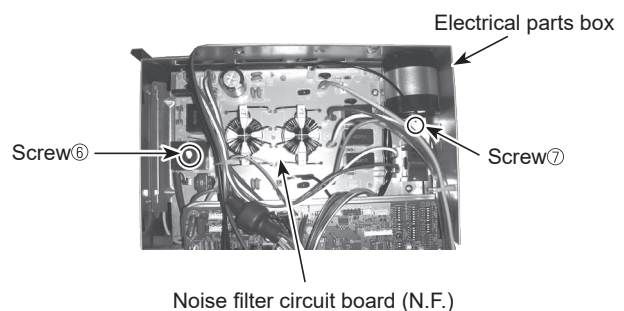 Electrical parts box
Screw⑥
Screw⑦
Noise filter circuit board (N.F.)